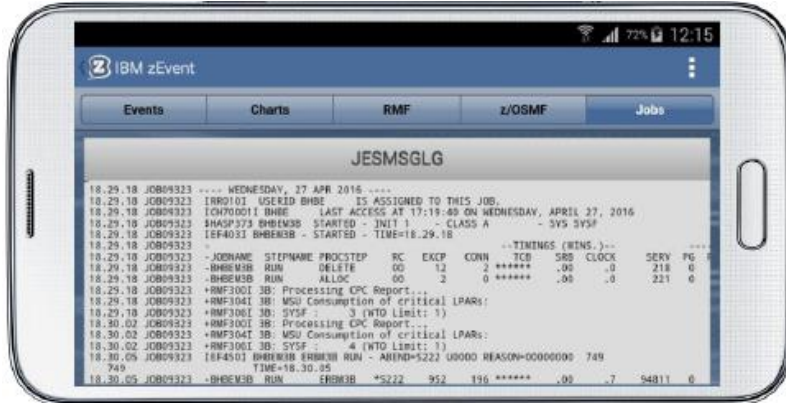 72% 12:15
Z IBM zEvent
Events Charts RMF z/OSMF Jobs
JESMSGLG
18.29.18 JOB09323 ---- WEDNESDAY, 27 APR 2016 ----
18.29.18 JOB09323 IRR010I USERID BHBE IS ASSIGNED TO THIS JOB.
18.29.18 JOB09323 ICH70001I BHBE LAST ACCESS AT 17:19:40 ON WEDNESDAY, APRIL 27, 2016
18.29.18 JOB09323 $HASP373 BHBEM3B STARTED - INIT 1 - CLASS A - SYS SYSF
18.29.18 JOB09323 IEF403I BHBEM3B - STARTED - TIME=18.29.18
18.29.18 JOB09323 - --TIMINGS (MINS.)-- ----
18.29.18 JOB09323 -JOBNAME STEPNAME PROCSTEP RC EXCP CONN TCB SRB CLOCK SERV PG
18.29.18 JOB09323 -BHBEM3B RUN DELETE 00 12 2 ****** .00 .0 218 0
18.29.18 JOB09323 -BHBEM3B RUN ALLOC 00 2 0 ****** .00 .0 221 0
18.29.18 JOB09323 +RMF300I 3B: Processing CPC Report...
18.29.18 JOB09323 +RMF304I 3B: MSU Consumption of critical LPARs:
18.29.18 JOB09323 +RMF306I 3B: SYSF : 3 (WTO Limit: 1)
18.30.02 JOB09323 +RMF300I 3B: Processing CPC Report...
18.30.02 JOB09323 +RMF304I 3B: MSU Consumption of critical LPARs:
18.30.02 JOB09323 +RMF306I 3B: SYSF : 4 (WTO Limit: 1)
18.30.05 JOB09323 IEF450I BHBEM3B ERBM3B RUN - ABEND=S222 U0000 REASON=00000000 749
749 TIME=18.30.05
18.30.05 JOB09323 -BHBEM3B RUN ERBM3B *S222 952 196 ****** .00 .7 94811 0